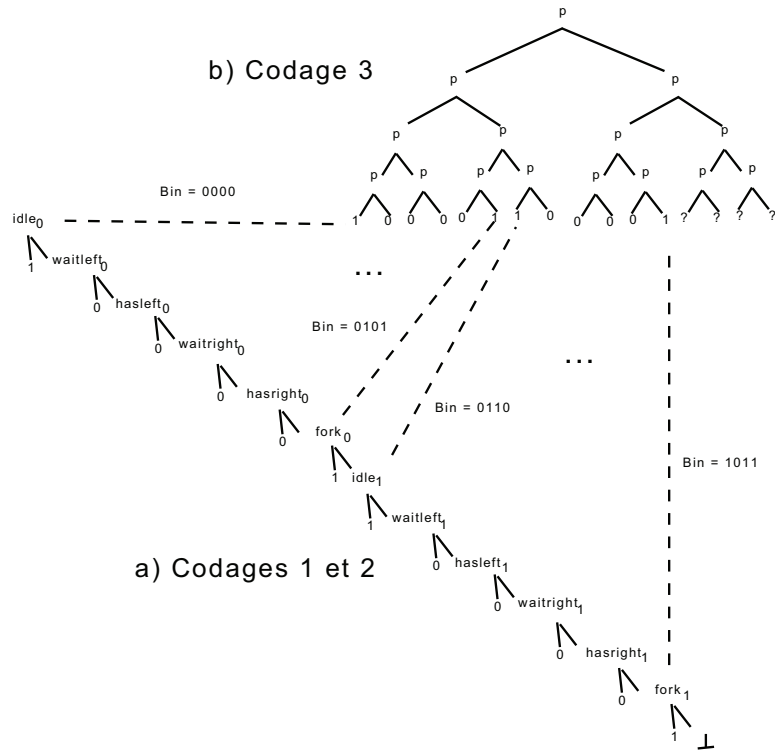 p
b) Codage 3
p p
p p p p
p p p p p p p p
Bin = 0000
idle0 1 0 0 0 0 1 1 0 0 0 0 1 ? ? ? ?
1 waitleft0
...
0 hasleft0
Bin = 0101
0 waitright0
...
0 hasright0
Bin = 0110
0 fork0
Bin = 1011
1 idle1
1 waitleft1
a) Codages 1 et 2
0 hasleft1
0 waitright1
0 hasright1
0 fork1
1 ⊥